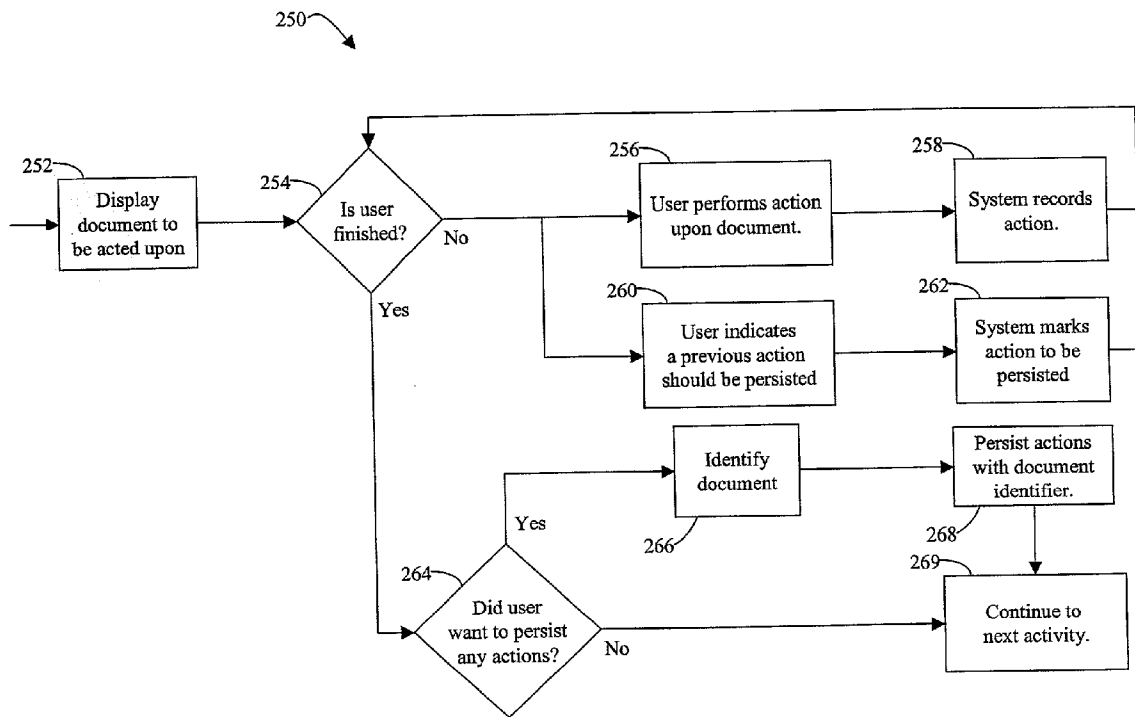 250
252
Display
document to
be acted upon
254
Is user
finished?
No
Yes
256
User performs action
upon document.
258
System records
action.
260
User indicates
a previous action
should be persisted
262
System marks
action to be
persisted
264
Did user
want to persist
any actions?
Yes
No
Identify
document
266
Persist actions
with document
identifier.
268
269
Continue to
next activity.